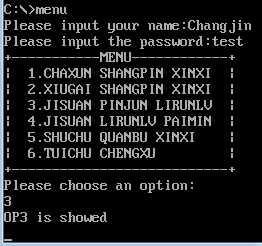 C:\>menu
Please input your name:Changjin
Please input the password:test
+-----------MENU------------+
¦  1.CHAXUN SHANGPIN XINXI  ¦
¦  2.XIUGAI SHANGPIN XINXI  ¦
¦  3.JISUAN PINJUN LIRUNLV  ¦
¦  4.JISUAN LIRUNLV PAIMIN  ¦
¦  5.SHUCHU QUANBU XINXI    ¦
¦  6.TUICHU CHENGXU         ¦
+---------------------------+
Please choose an option:
3
OP3 is showed
_